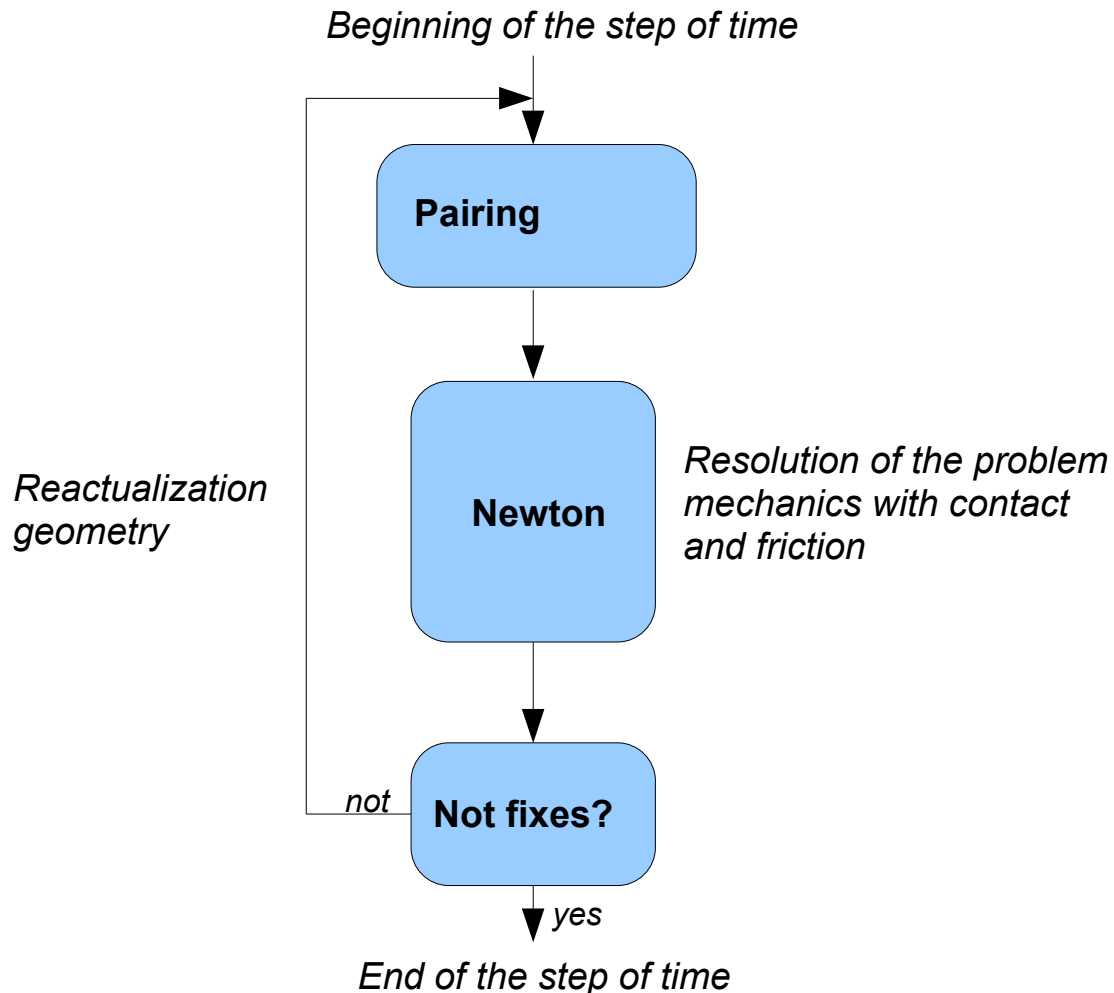 Beginning of the step of time
Pairing
Reactualization
geometry
Newton
Resolution of the problem
mechanics with contact
and friction
not
Not fixes?
yes
End of the step of time